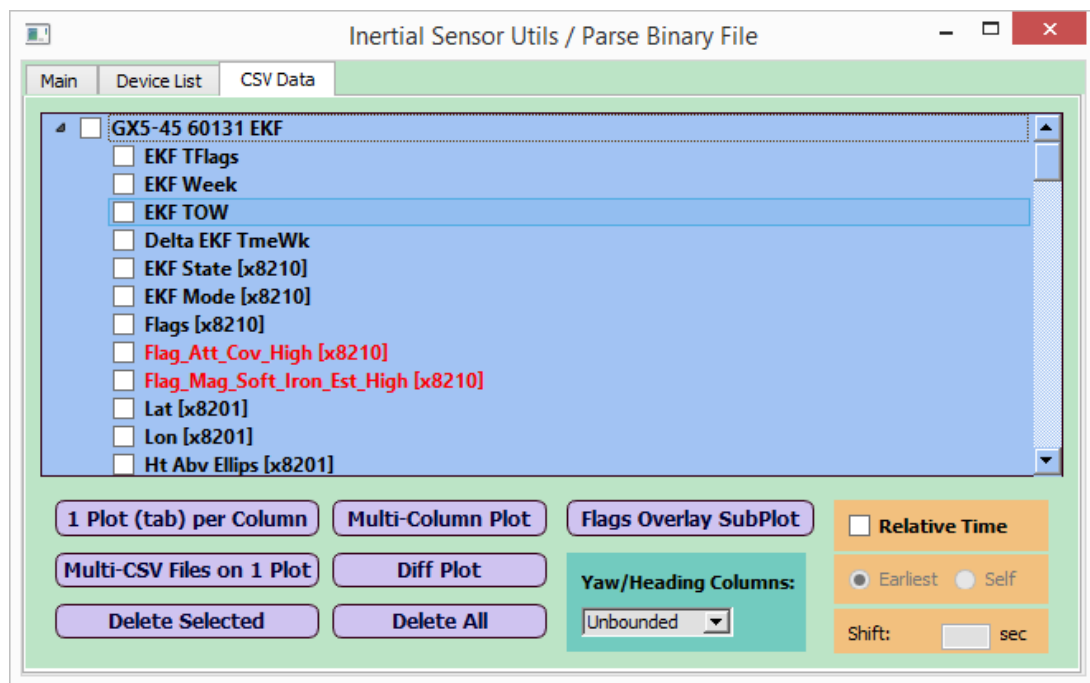 Inertial Sensor Utils / Parse Binary File
Main Device List CSV Data
GX5-45 60131 EKF
EKF TFlags
EKF Week
EKF TOW
Delta EKF TmeWk
EKF State [x8210]
EKF Mode [x8210]
Flags [x8210]
Flag_Att_Cov_High [x8210]
Flag_Mag_Soft_Iron_Est_High [x8210]
Lat [x8201]
Lon [x8201]
Ht Abv Ellips [x8201]
1 Plot (tab) per Column Multi-Column Plot Flags Overlay SubPlot
Relative Time
Multi-CSV Files on 1 Plot Diff Plot
Yaw/Heading Columns:
Earliest Self
Delete Selected Delete All
Unbounded
Shift: sec